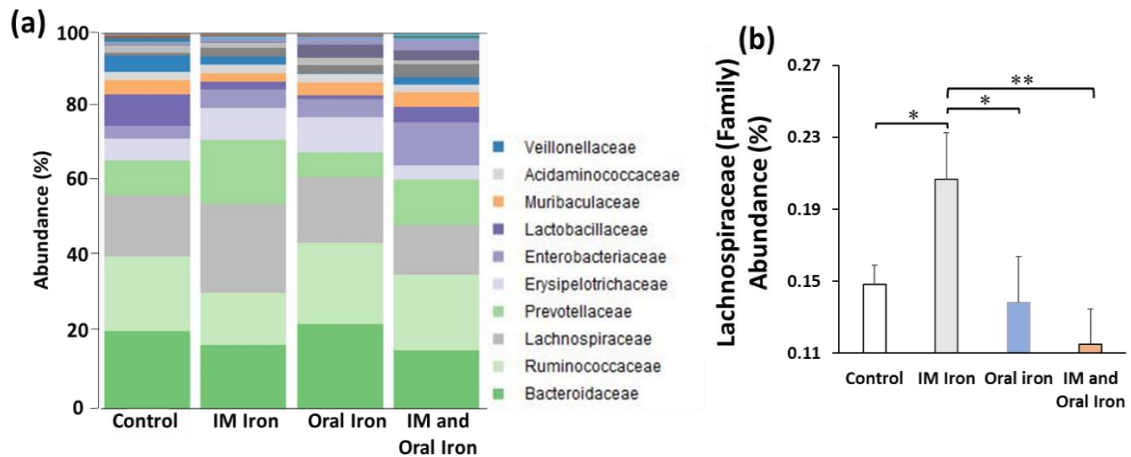 (a)
100
80
60
40
20
0
Abundance (%)
Control
IM Iron
Oral Iron
IM and
Oral Iron
Veillonellaceae
Acidaminococcaceae
Muribaculaceae
Lactobacillaceae
Enterobacteriaceae
Erysipelotrichaceae
Prevotellaceae
Lachnospiraceae
Ruminococcaceae
Bacteroidaceae
(b)
Lachnospiraceae (Family)
Abundance (%)
0.27
0.23
0.19
0.15
0.11
*
*
**
Control
IM Iron
Oral iron
IM and
Oral Iron